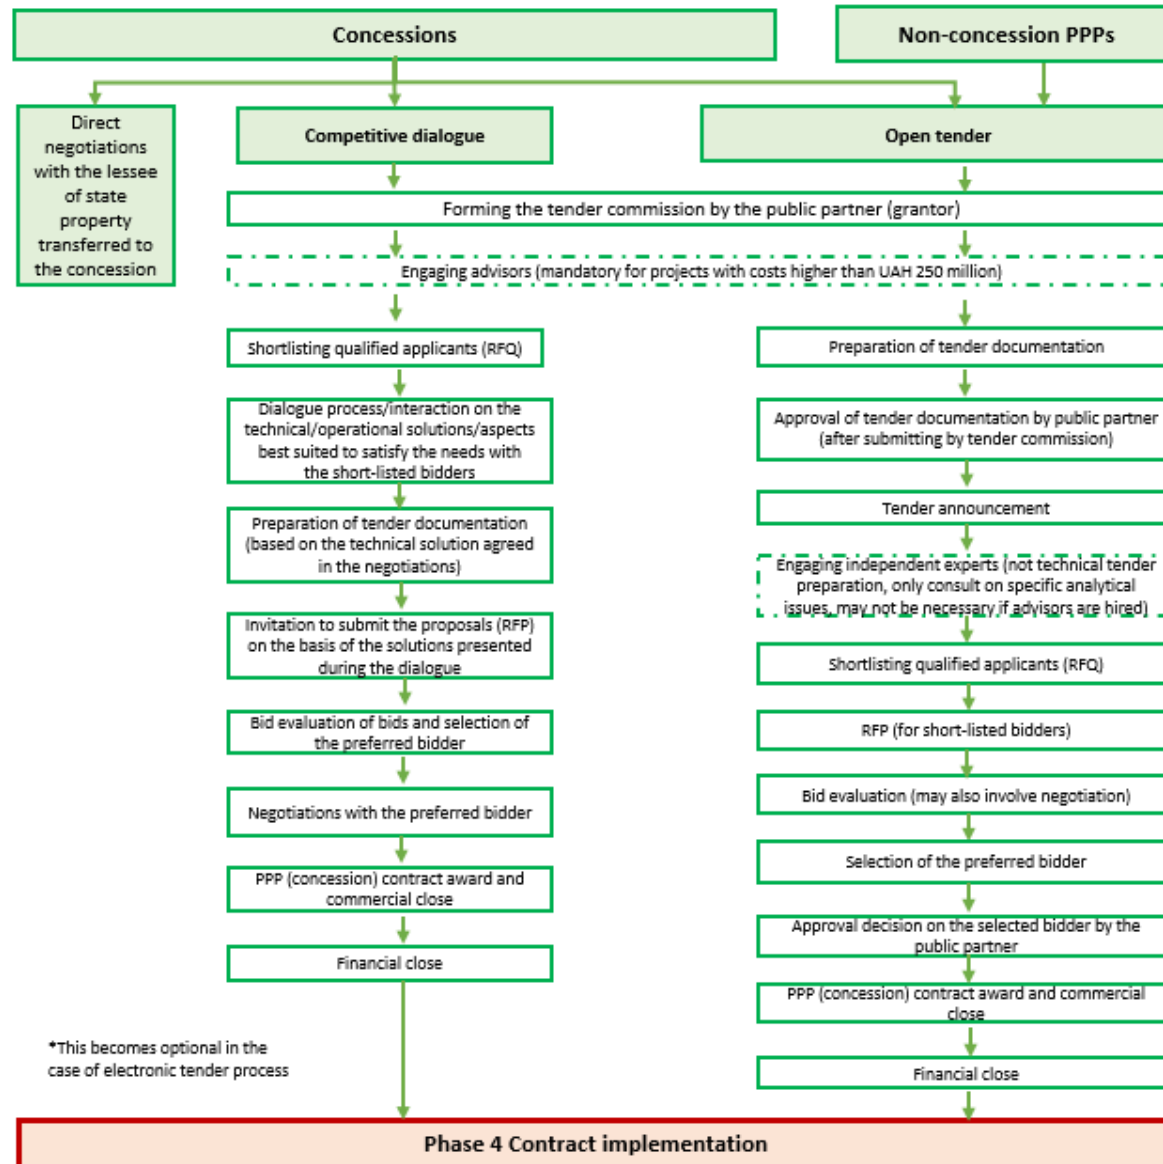 Concessions
Non-concession PPPs
Direct
negotiations
with the lessee
of state
property
transferred to
the concession
Competitive dialogue
Open tender
Forming the tender commission by the public partner (grantor)
Engaging advisors (mandatory for projects with costs higher than UAH 250 million)
Shortlisting qualified applicants (RFQ)
Dialogue process/interaction on the
technical/operational solutions/aspects
best suited to satisfy the needs with
the short-listed bidders
Preparation of tender documentation
(based on the technical solution agreed
in the negotiations)
Invitation to submit the proposals (RFP)
on the basis of the solutions presented
during the dialogue
Bid evaluation of bids and selection of
the preferred bidder
Negotiations with the preferred bidder
PPP (concession) contract award and
commercial close
Financial close
Preparation of tender documentation
Approval of tender documentation by public partner
(after submitting by tender commission)
Tender announcement
Engaging independent experts (not technical tender
preparation, only consult on specific analytical
issues, may not be necessary if advisors are hired)
Shortlisting qualified applicants (RFQ)
RFP (for short-listed bidders)
Bid evaluation (may also involve negotiation)
Selection of the preferred bidder
Approval decision on the selected bidder by the
public partner
PPP (concession) contract award and commercial
close
Financial close
*This becomes optional in the
case of electronic tender process
Phase 4 Contract implementation